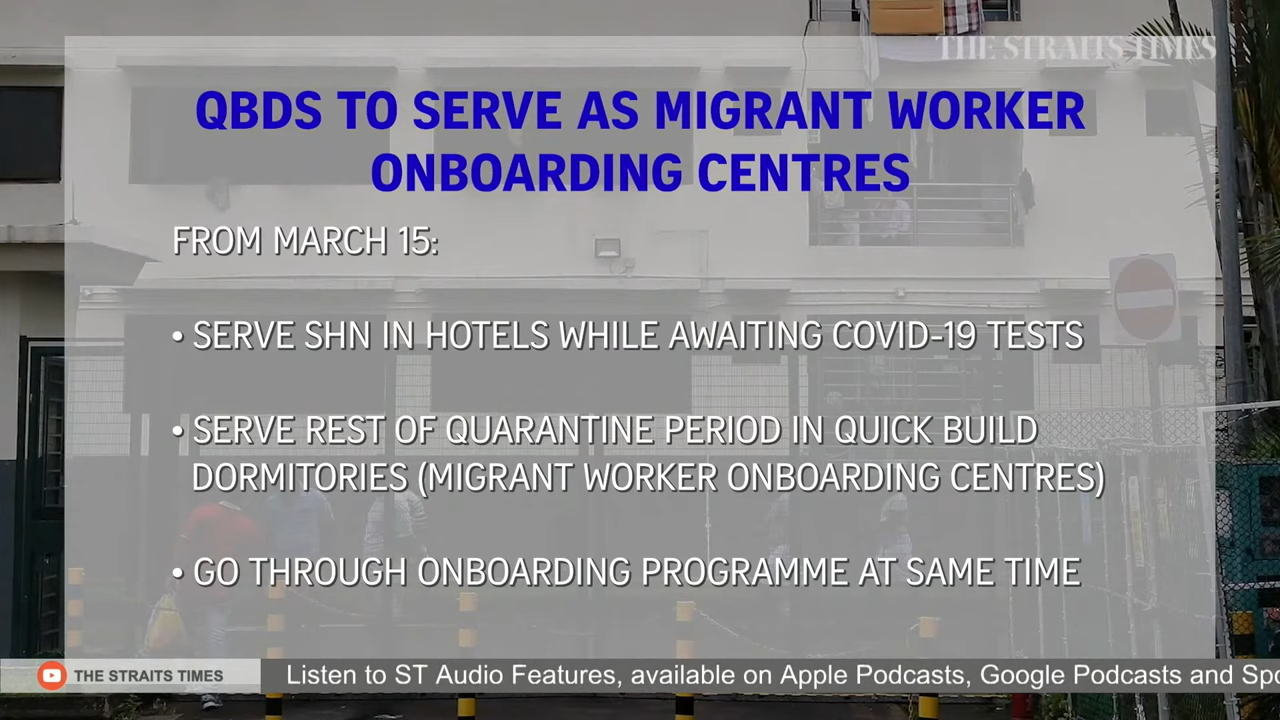 THE STRAITS TIMES
QBDS TO SERVE AS MIGRANT WORKER
ONBOARDING CENTRES
FROM MARCH 15:
• SERVE SHN IN HOTELS WHILE AWAITING COVID-19 TESTS
• SERVE REST OF QUARANTINE PERIOD IN QUICK BUILD
DORMITORIES (MIGRANT WORKER ONBOARDING CENTRES)
• GO THROUGH ONBOARDING PROGRAMME AT SAME TIME
THE STRAITS TIMES
Listen to ST Audio Features, available on Apple Podcasts, Google Podcasts and